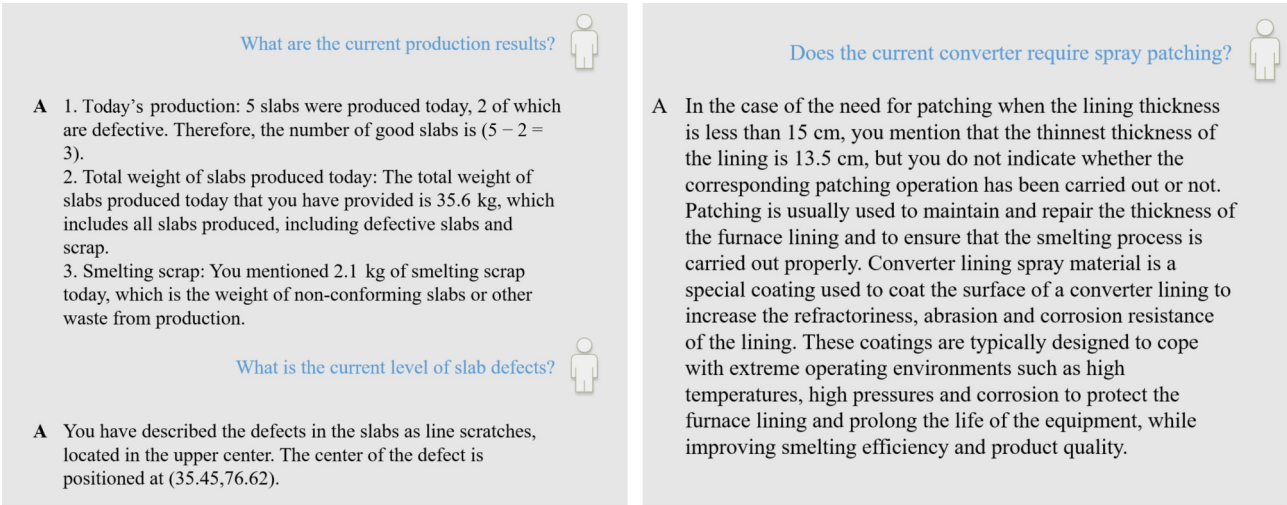 What are the current production results?
A 1. Today's production: 5 slabs were produced today, 2 of which
are defective. Therefore, the number of good slabs is (5 − 2 =
3).
2. Total weight of slabs produced today: The total weight of
slabs produced today that you have provided is 35.6 kg, which
includes all slabs produced, including defective slabs and
scrap.
3. Smelting scrap: You mentioned 2.1 kg of smelting scrap
today, which is the weight of non-conforming slabs or other
waste from production.
What is the current level of slab defects?
A You have described the defects in the slabs as line scratches,
located in the upper center. The center of the defect is
positioned at (35.45,76.62).
Does the current converter require spray patching?
A In the case of the need for patching when the lining thickness
is less than 15 cm, you mention that the thinnest thickness of
the lining is 13.5 cm, but you do not indicate whether the
corresponding patching operation has been carried out or not.
Patching is usually used to maintain and repair the thickness of
the furnace lining and to ensure that the smelting process is
carried out properly. Converter lining spray material is a
special coating used to coat the surface of a converter lining to
increase the refractoriness, abrasion and corrosion resistance
of the lining. These coatings are typically designed to cope
with extreme operating environments such as high
temperatures, high pressures and corrosion to protect the
furnace lining and prolong the life of the equipment, while
improving smelting efficiency and product quality.